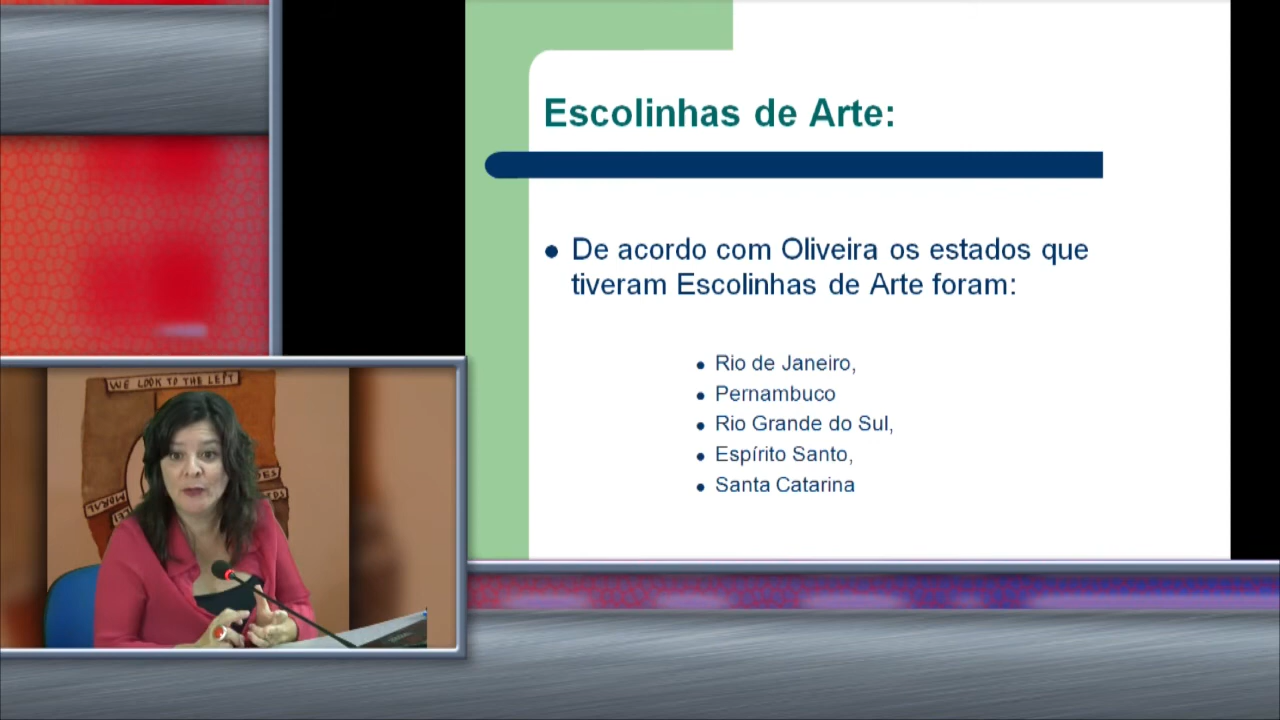 Escolinhas de Arte:
De acordo com Oliveira os estados que
tiveram Escolinhas de Arte foram:
Rio de Janeiro,
Pernambuco
Rio Grande do Sul,
Espírito Santo,
Santa Catarina
WE LOOK TO THE LEFT
MORAL